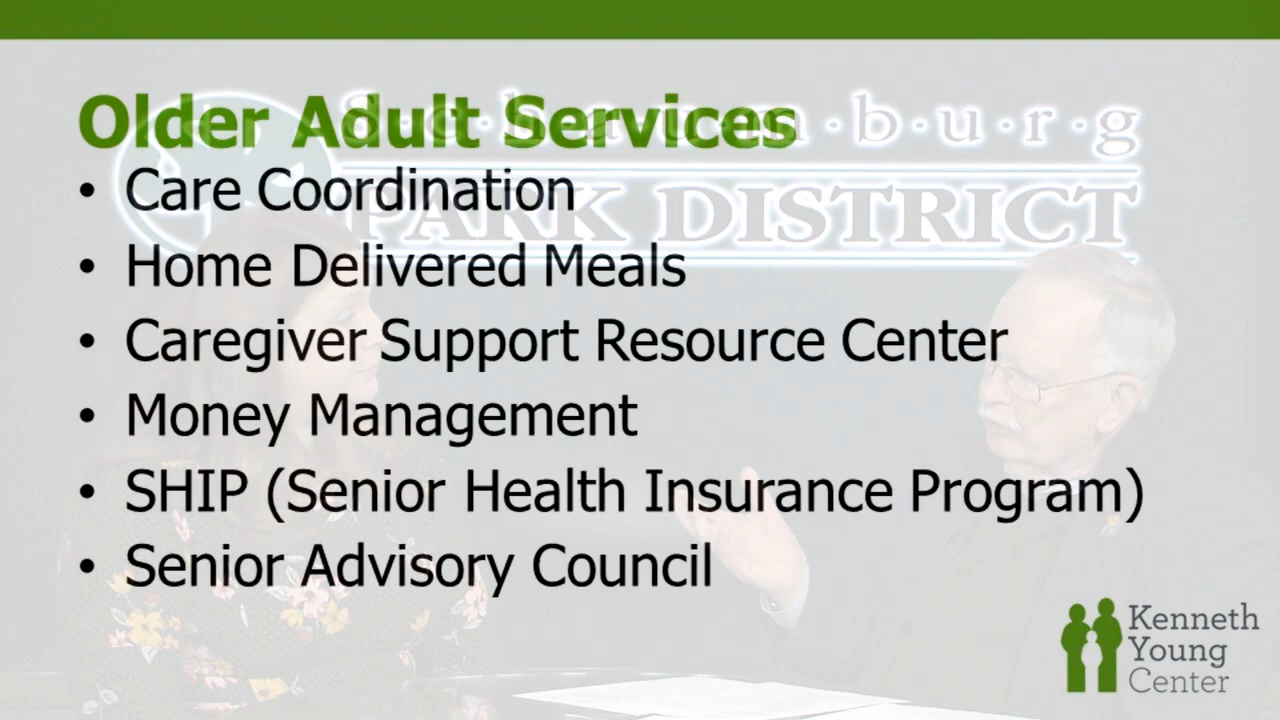 Older Adult Services
S·c·h·a·u·m·b·u·r·g
PARK DISTRICT
• Care Coordination
• Home Delivered Meals
• Caregiver Support Resource Center
• Money Management
• SHIP (Senior Health Insurance Program)
• Senior Advisory Council
Kenneth
Young
Center